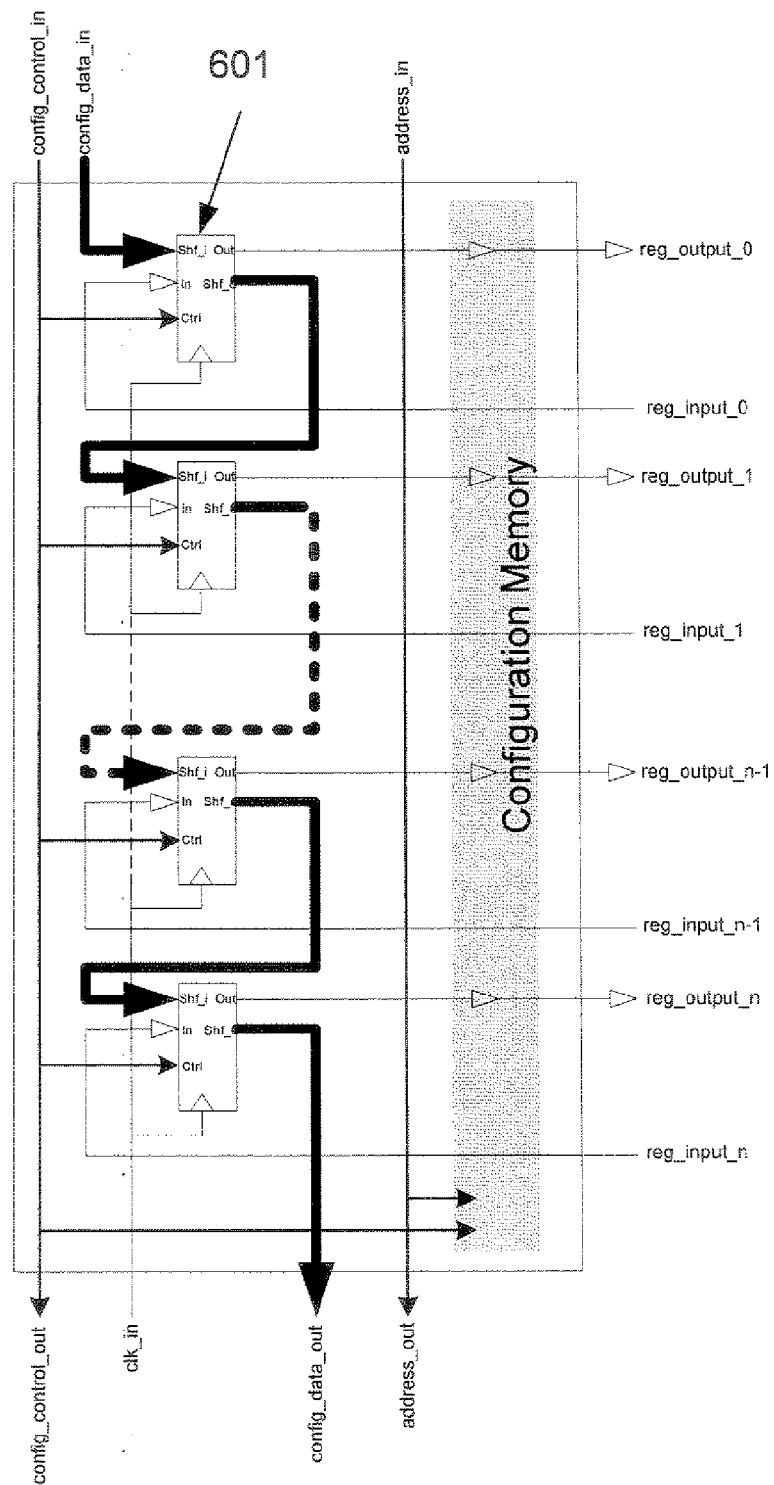 config_control_in
config_data_in
601
address_in
Shf_i Out
In Shf_o
Ctrl
reg_output_0
reg_input_0
Shf_i Out
In Shf_
Ctrl
reg_output_1
reg_input_1
Configuration Memory
Shf_i Out
In Shf_
Ctrl
reg_output_n-1
reg_input_n-1
Shf_i Out
In Shf_
Ctrl
reg_output_n
reg_input_n
config_control_out
clk_in
config_data_out
address_out